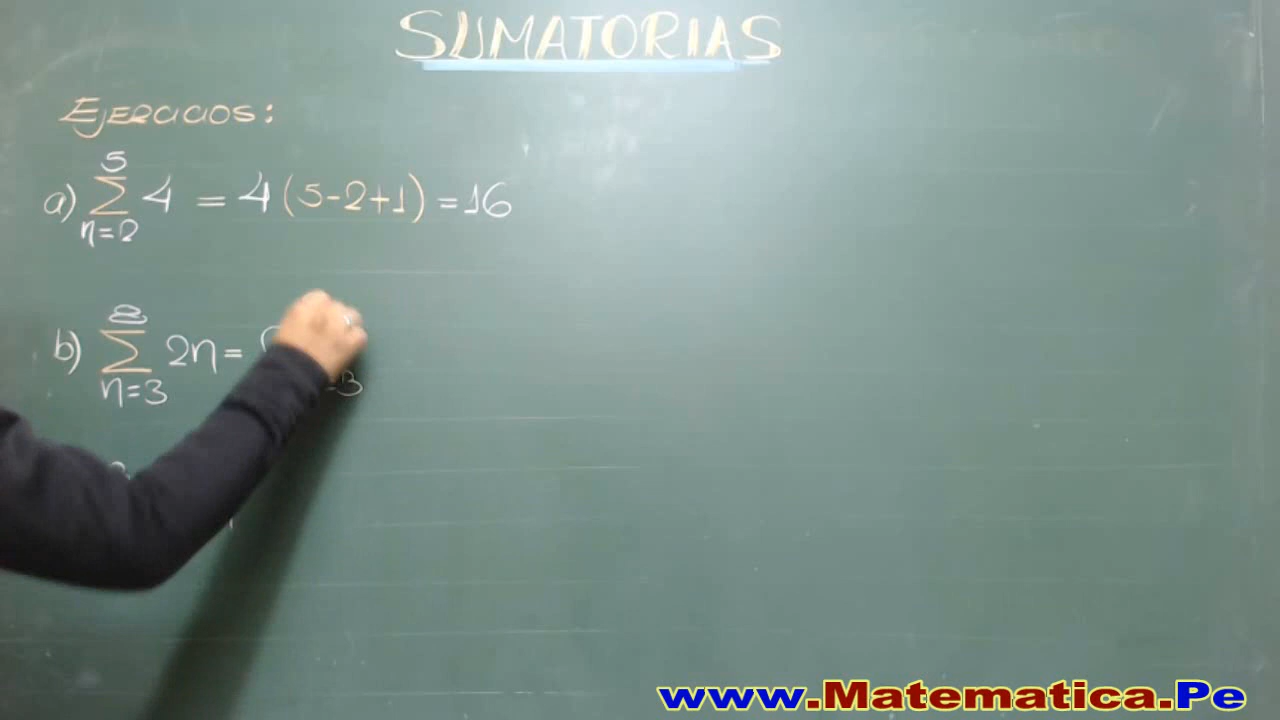 SUMATORIAS
Ejercicios:
a) 5 ∑ n=2 4 = 4(5-2+1) = 16
b) 8 ∑ n=3 2n =
www.Matematica.Pe